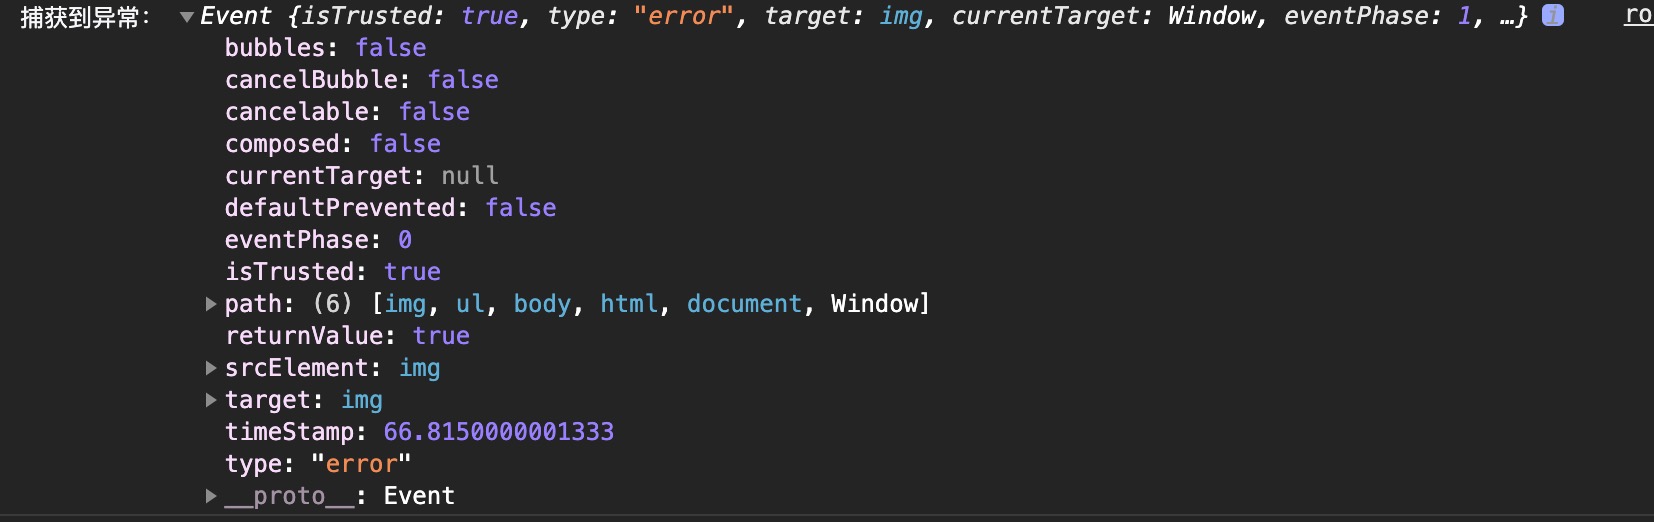 捕获到异常: ▼Event {isTrusted: true, type: "error", target: img, currentTarget: Window, eventPhase: 1, …} i ro
bubbles: false
cancelBubble: false
cancelable: false
composed: false
currentTarget: null
defaultPrevented: false
eventPhase: 0
isTrusted: true
▶path: (6) [img, ul, body, html, document, Window]
returnValue: true
▶srcElement: img
▶target: img
timeStamp: 66.8150000001333
type: "error"
▶__proto__: Event